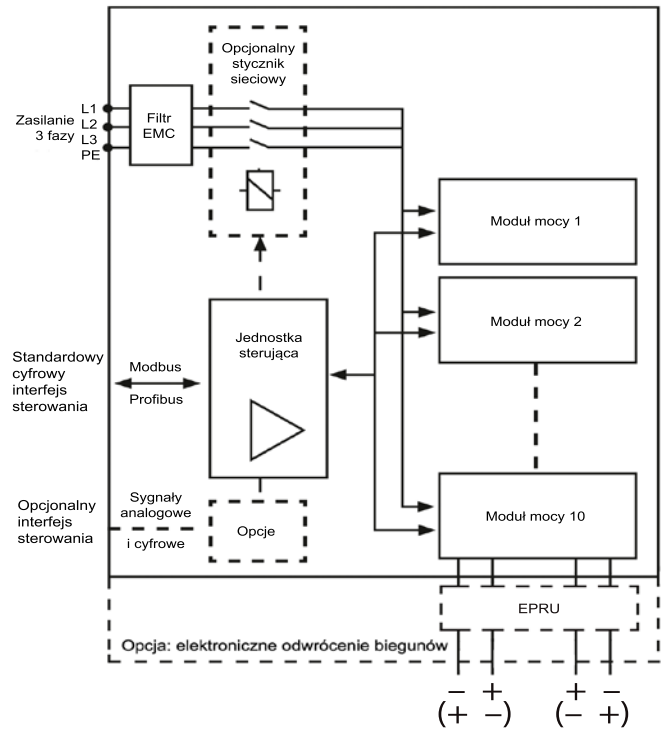 Opcjonalny
stycznik
sieciowy
Zasilanie
3 fazy
L1
L2
L3
PE
Filtr
EMC
Moduł mocy 1
Moduł mocy 2
Jednostka
sterująca
Standardowy
cyfrowy
interfejs
sterowania
Modbus
Profibus
Opcjonalny
interfejs
sterowania
Sygnały
analogowe
i cyfrowe
Opcje
Moduł mocy 10
EPRU
Opcja: elektroniczne odwrócenie biegunów
− + + −
(+ −) (− +)